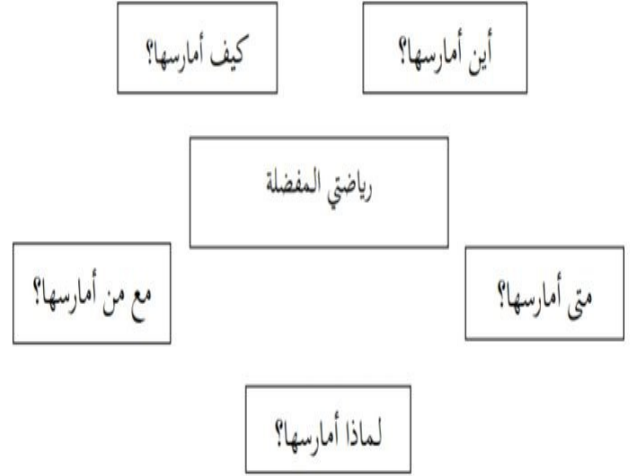 أين أمارسها؟
كيف أمارسها؟
رياضتي المفضلة
متى أمارسها؟
مع من أمارسها؟
لماذا أمارسها؟